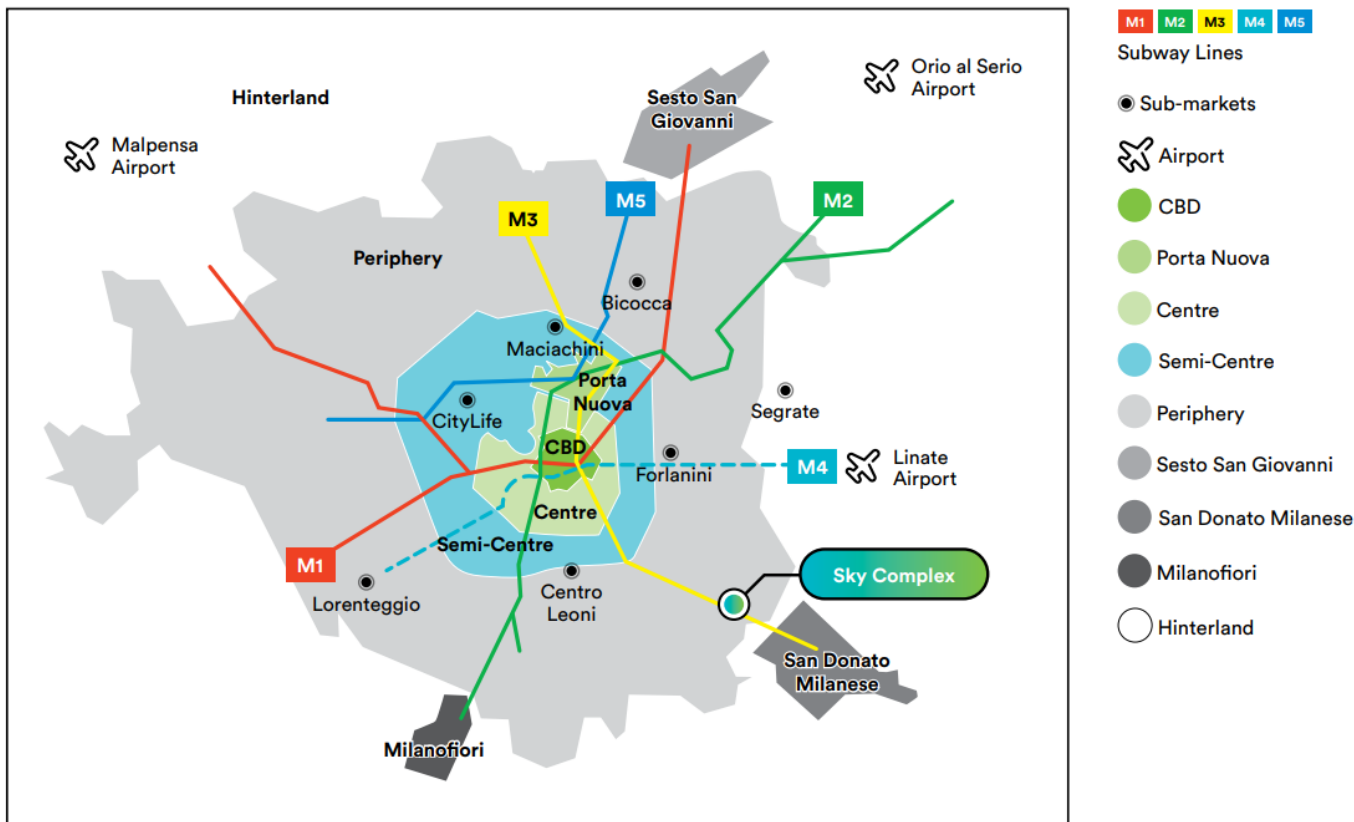 Hinterland
Malpensa
Airport
Orio al Serio
Airport
Sesto San
Giovanni
M5
M2
M3
Periphery
Bicocca
Maciachini
Porta
Nuova
CityLife
Segrate
CBD
Forlanini
M4
Linate
Airport
Centre
Semi-Centre
M1
Lorenteggio
Centro
Leoni
Sky Complex
San Donato
Milanese
Milanofiori
M1 M2 M3 M4 M5
Subway Lines
Sub-markets
Airport
CBD
Porta Nuova
Centre
Semi-Centre
Periphery
Sesto San Giovanni
San Donato Milanese
Milanofiori
Hinterland